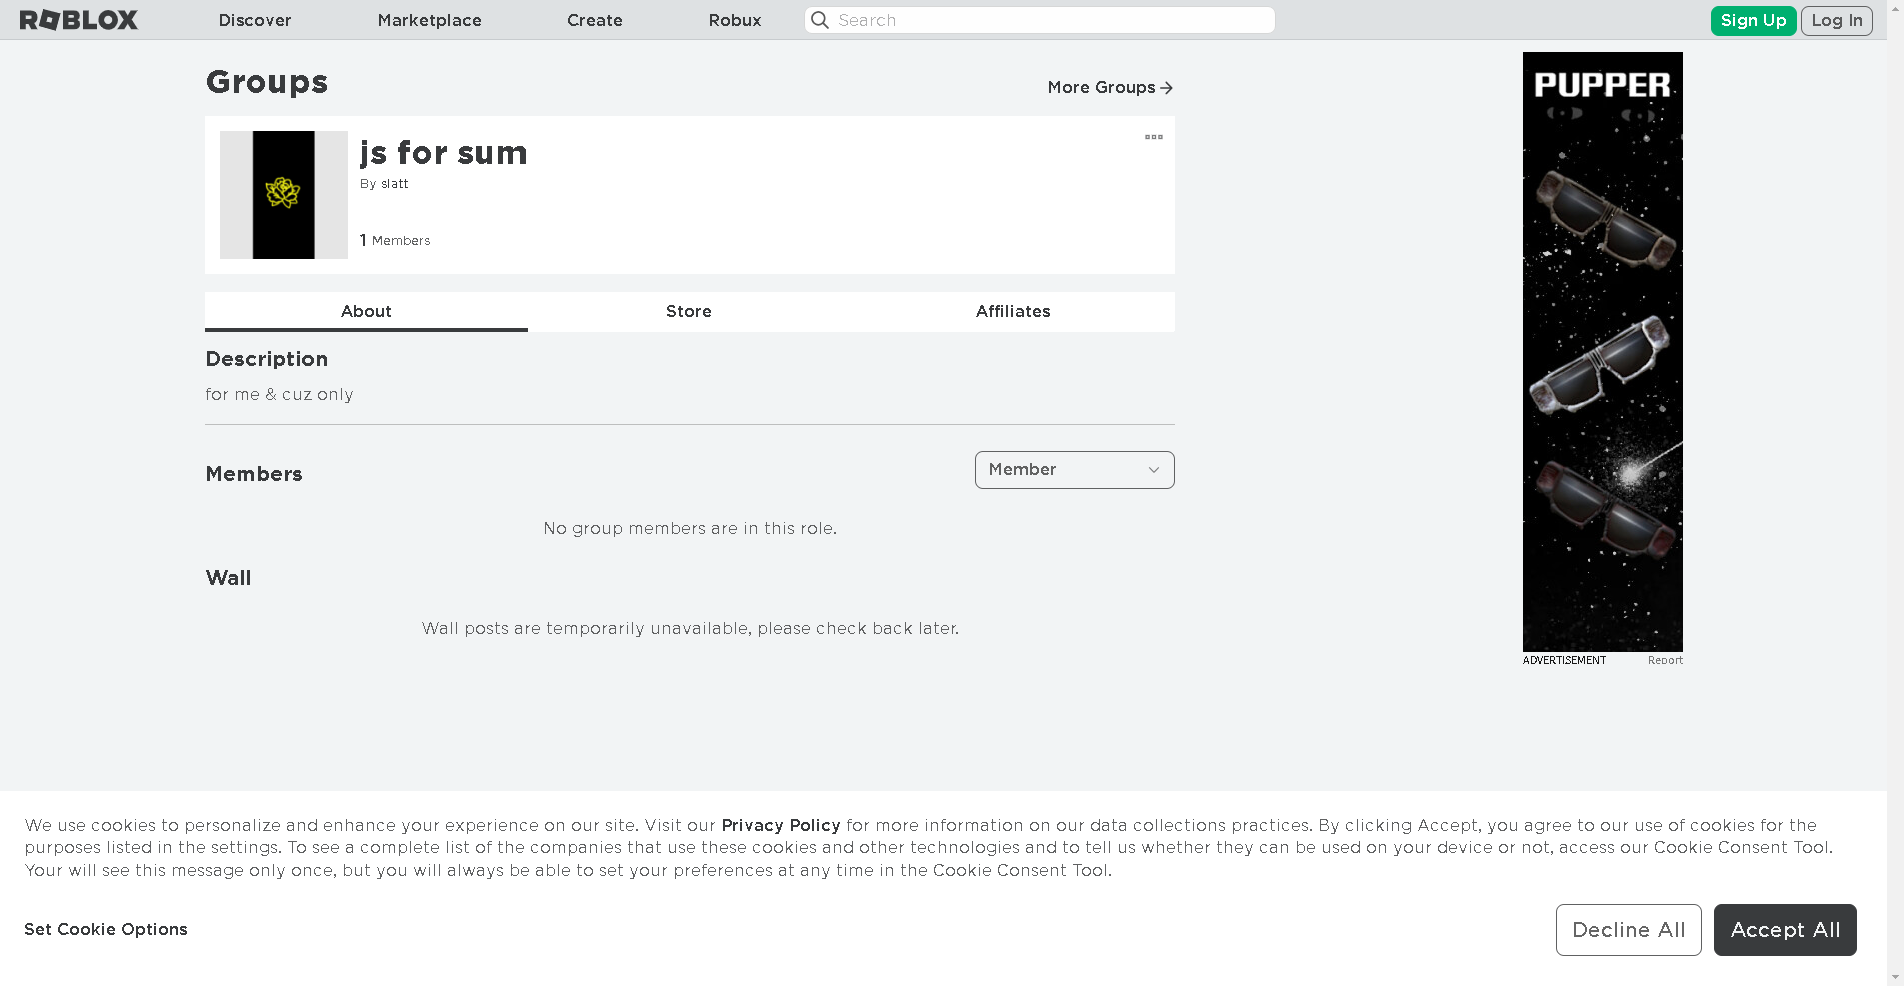 ROBLOX
Discover
Marketplace
Create
Robux
Search
Sign Up
Log In
Groups
More Groups
js for sum
By slatt
1 Members
About
Store
Affiliates
Description
for me & cuz only
Members
Member
No group members are in this role.
Wall
Wall posts are temporarily unavailable, please check back later.
PUPPER
ADVERTISEMENT
Report
We use cookies to personalize and enhance your experience on our site. Visit our Privacy Policy for more information on our data collections practices. By clicking Accept, you agree to our use of cookies for the
purposes listed in the settings. To see a complete list of the companies that use these cookies and other technologies and to tell us whether they can be used on your device or not, access our Cookie Consent Tool.
Your will see this message only once, but you will always be able to set your preferences at any time in the Cookie Consent Tool.
Set Cookie Options
Decline All
Accept All